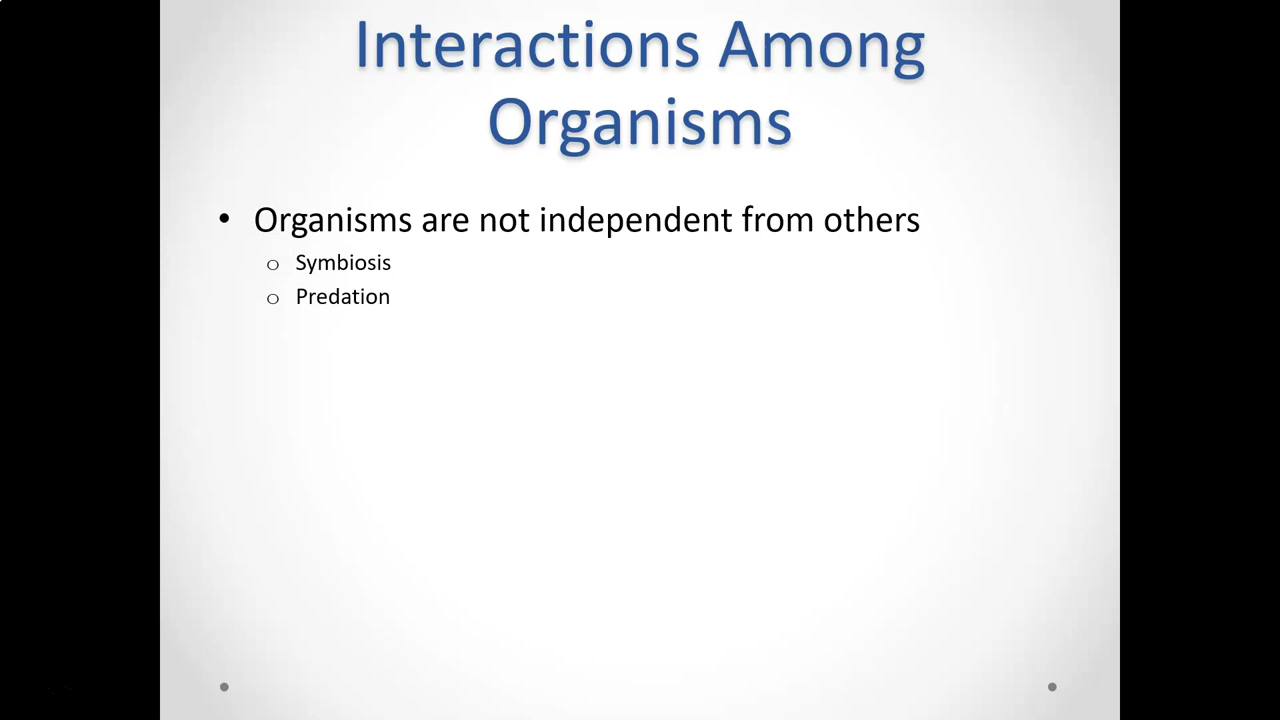 Interactions Among
Organisms
• Organisms are not independent from others
o Symbiosis
o Predation